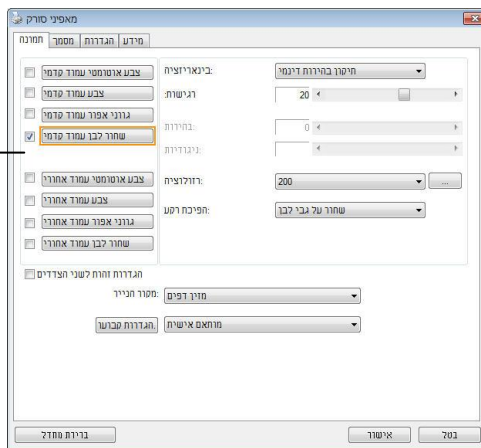 מאפיני סורק
תמונה
מסמך
הגדרות
מידע
צבע אוטומטי עמוד קדמי
צבע עמוד קדמי
גווני אפור עמוד קדמי
שחור לבן עמוד קדמי
צבע אוטומטי עמוד אחורי
צבע עמוד אחורי
גווני אפור עמוד אחורי
שחור לבן עמוד אחורי
בינאריזציה: תיקון בהירות דינמי
רגישות: 20
בהירות: 0
ניגודיות:
רזולוציה: 200 ...
הפיכת רקע: שחור על גבי לבן
הגדרות זהות לשני הצדדים
מקור הנייר: מזין דפים
הגדרות קבוער. מותאם אישית
ברירת מחדל
אישור
בטל